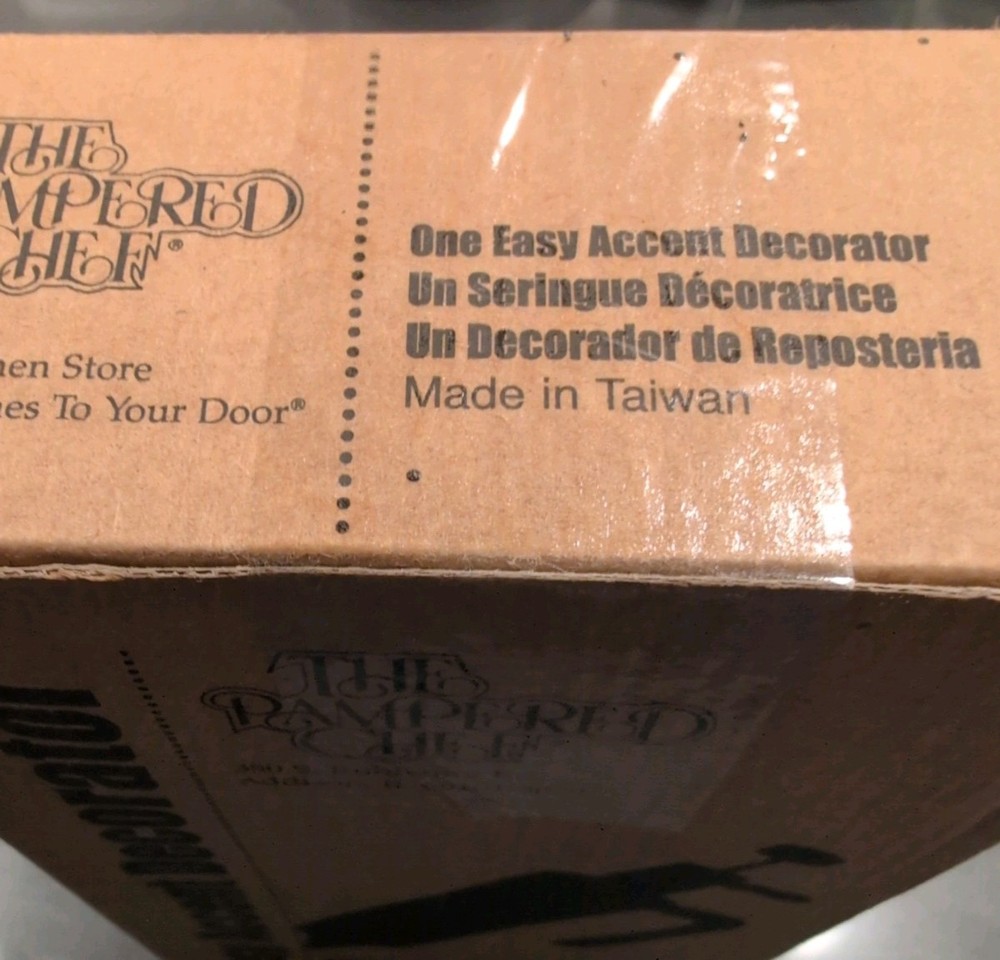 THE
MPERED
CHEF®
hen Store
es To Your Door®
One Easy Accent Decorator
Un Seringue Décoratrice
Un Decorador de Reposteria
Made in Taiwan
THE
PAMPERED
CHEF